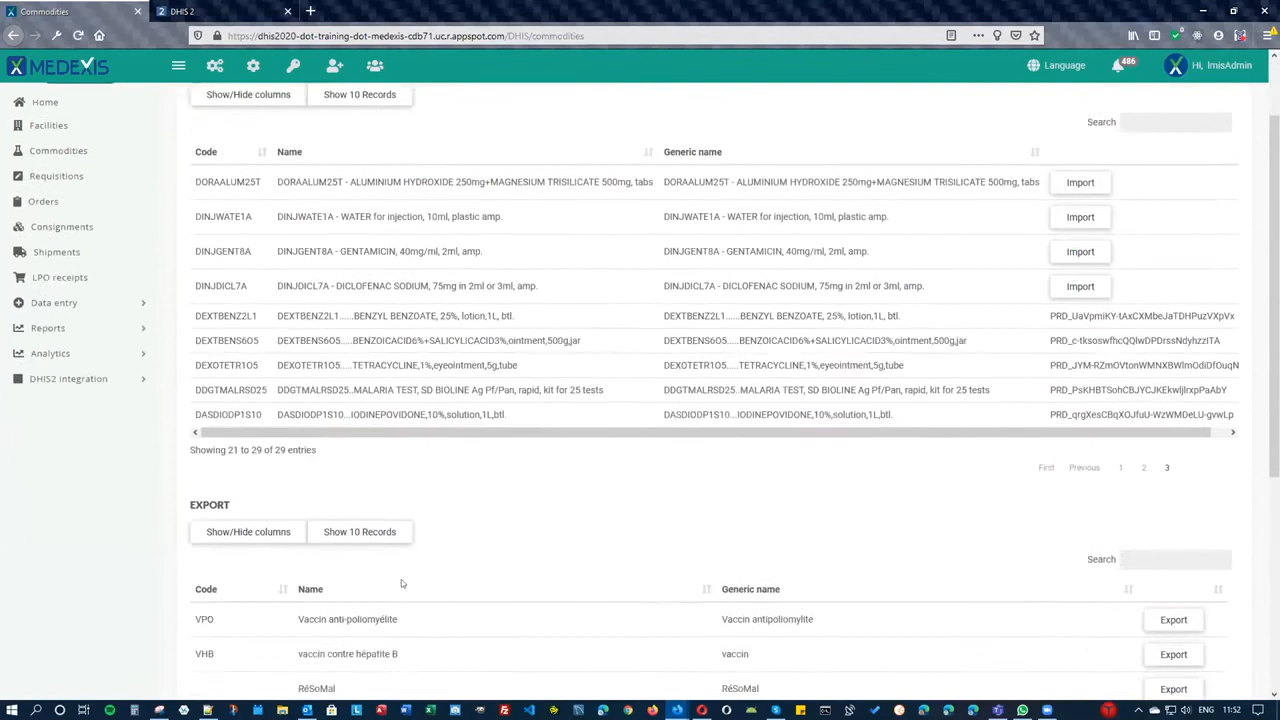 Commodities
DHIS 2
https://dhis2020-dot-training-dot-medexis-cdb71.uc.r.appspot.com/DHIS/commodities
MEDEXIS
Language
486
Hi, lmisAdmin
Home
Facilities
Commodities
Requisitions
Orders
Consignments
Shipments
LPO receipts
Data entry
Reports
Analytics
DHIS2 integration
Show/Hide columns Show 10 Records
Search
Code Name Generic name
DORAALUM25T DORAALUM25T - ALUMINIUM HYDROXIDE 250mg+MAGNESIUM TRISILICATE 500mg, tabs DORAALUM25T - ALUMINIUM HYDROXIDE 250mg+MAGNESIUM TRISILICATE 500mg, tabs Import
DINJWATE1A DINJWATE1A - WATER for injection, 10ml, plastic amp. DINJWATE1A - WATER for injection, 10ml, plastic amp. Import
DINJGENT8A DINJGENT8A - GENTAMICIN, 40mg/ml, 2ml, amp. DINJGENT8A - GENTAMICIN, 40mg/ml, 2ml, amp. Import
DINJDICL7A DINJDICL7A - DICLOFENAC SODIUM, 75mg in 2ml or 3ml, amp. DINJDICL7A - DICLOFENAC SODIUM, 75mg in 2ml or 3ml, amp. Import
DEXTBENZ2L1 DEXTBENZ2L1......BENZYL BENZOATE, 25%, lotion,1L, btl. DEXTBENZ2L1......BENZYL BENZOATE, 25%, lotion,1L, btl. PRD_UaVpmiKY-tAxCXMbeJaTDHPuzVXpVx
DEXTBENS6O5 DEXTBENS6O5.....BENZOICACID6%+SALICYLICACID3%,ointment,500g,jar DEXTBENS6O5.....BENZOICACID6%+SALICYLICACID3%,ointment,500g,jar
DEXOTETR1O5 DEXOTETR1O5.....TETRACYCLINE,1%,eyeointment,5g,tube DEXOTETR1O5.....TETRACYCLINE,1%,eyeointment,5g,tube
DDGTMALRSD25 DDGTMALRSD25..MALARIA TEST, SD BIOLINE Ag Pf/Pan, rapid, kit for 25 tests DDGTMALRSD25..MALARIA TEST, SD BIOLINE Ag Pf/Pan, rapid, kit for 25 tests
DASDIODP1S10 DASDIODP1S10...IODINEPOVIDONE,10%,solution,1L,btl. DASDIODP1S10...IODINEPOVIDONE,10%,solution,1L,btl. PRD_qrgXesCBqXOJfuU-WzWMDeLU-gvwLp
Showing 21 to 29 of 29 entries
First Previous 1 2 3
EXPORT
Show/Hide columns Show 10 Records
Search
Code Name Generic name
VPO Vaccin anti-poliomyélite Vaccin antipoliomylite Export
VHB vaccin contre hépatite B vaccin Export
RéSoMal RéSoMal Export
ENG 11:52